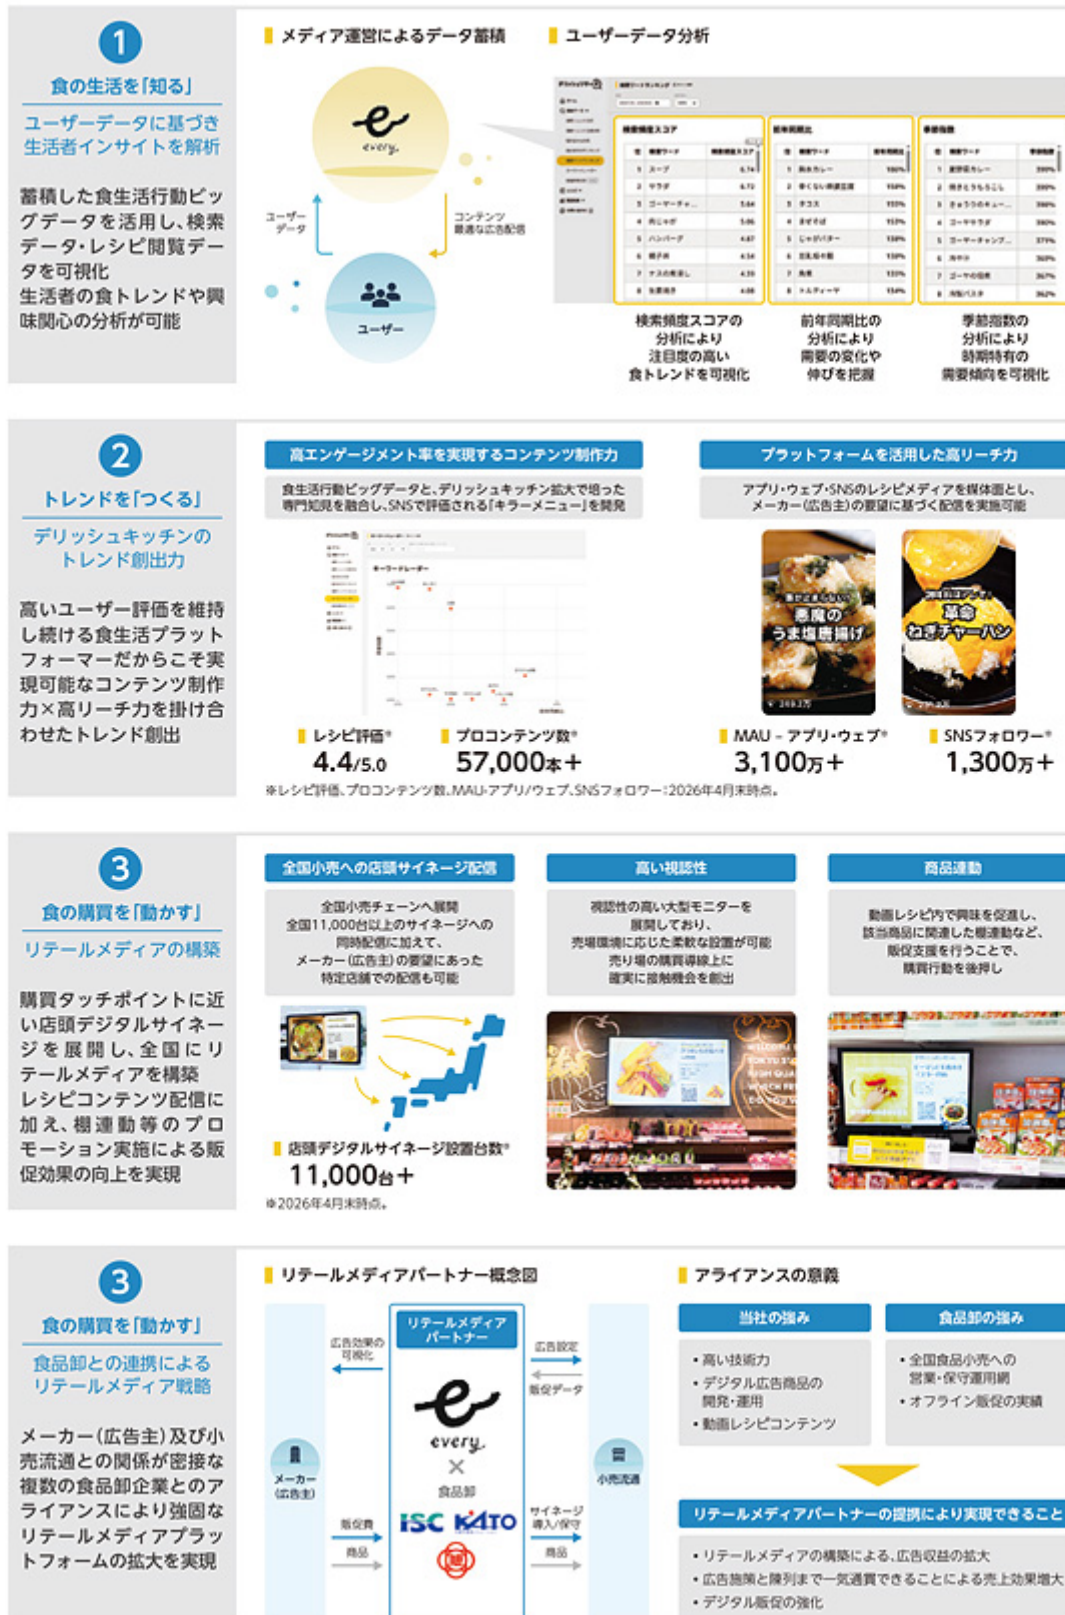 1
食の生活を「知る」
ユーザーデータに基づき
生活者インサイトを解析
蓄積した食生活行動ビッ
グデータを活用し、検索
データ・レシピ閲覧デー
タを可視化
生活者の食トレンドや興
味関心の分析が可能
メディア運営によるデータ蓄積
every.
ユーザー
データ
コンテンツ
最適な広告配信
ユーザー
ユーザーデータ分析
検索頻度スコア
1 スープ 6.74
2 サラダ 6.72
4 肉じゃが 5.06
5 ハンバーグ 4.87
前年同期比
3 タコス
4 まぜそば
季節指数
検索頻度スコアの
分析により
注目度の高い
食トレンドを可視化
前年同期比の
分析により
需要の変化や
伸びを把握
季節指数の
分析により
時期特有の
需要傾向を可視化
2
トレンドを「つくる」
デリッシュキッチンの
トレンド創出力
高いユーザー評価を維持
し続ける食生活プラット
フォーマーだからこそ実
現可能なコンテンツ制作
力×高リーチ力を掛け合
わせたトレンド創出
高エンゲージメント率を実現するコンテンツ制作力
食生活行動ビッグデータと、デリッシュキッチン拡大で培った
専門知見を融合し、SNSで評価される「キラーメニュー」を開発
キーワードレーダー
レシピ評価※
4.4/5.0
プロコンテンツ数※
57,000本＋
プラットフォームを活用した高リーチ力
アプリ・ウェブ・SNSのレシピメディアを媒体面とし、
メーカー（広告主）の要望に基づく配信を実施可能
悪魔の
うま塩唐揚げ
革命
ねぎチャーハン
MAU – アプリ・ウェブ※
3,100万＋
SNSフォロワー※
1,300万＋
※レシピ評価、プロコンテンツ数、MAU-アプリ/ウェブ、SNSフォロワー：2026年4月末時点。
3
食の購買を「動かす」
リテールメディアの構築
購買タッチポイントに近
い店頭デジタルサイネー
ジを展開し、全国にリ
テールメディアを構築
レシピコンテンツ配信に
加え、棚連動等のプロ
モーション実施による販
促効果の向上を実現
全国小売への店頭サイネージ配信
全国小売チェーンへ展開
全国11,000台以上のサイネージへの
同時配信に加えて、
メーカー（広告主）の要望にあった
特定店舗での配信も可能
店頭デジタルサイネージ設置台数※
11,000台＋
※2026年4月末時点。
高い視認性
視認性の高い大型モニターを
展開しており、
売場環境に応じた柔軟な設置が可能
売り場の購買導線上に
確実に接触機会を創出
商品連動
動画レシピ内で興味を促進し、
該当商品に関連した棚連動など、
販促支援を行うことで、
購買行動を後押し
3
食の購買を「動かす」
食品卸との連携による
リテールメディア戦略
メーカー（広告主）及び小
売流通との関係が密接な
複数の食品卸企業とのア
ライアンスにより強固な
リテールメディアプラッ
トフォームの拡大を実現
リテールメディアパートナー概念図
メーカー
（広告主）
広告効果の
可視化
販促費
商品
リテールメディア
パートナー
every.
×
食品卸
ISC KATO
広告設定
販促データ
サイネージ
導入/保守
商品
小売流通
アライアンスの意義
当社の強み
・高い技術力
・デジタル広告商品の
開発・運用
・動画レシピコンテンツ
食品卸の強み
・全国食品小売への
営業・保守運用網
・オフライン販促の実績
リテールメディアパートナーの提携により実現できること
・リテールメディアの構築による、広告収益の拡大
・広告施策と陳列まで一気通貫できることによる売上効果増大
・デジタル販促の強化